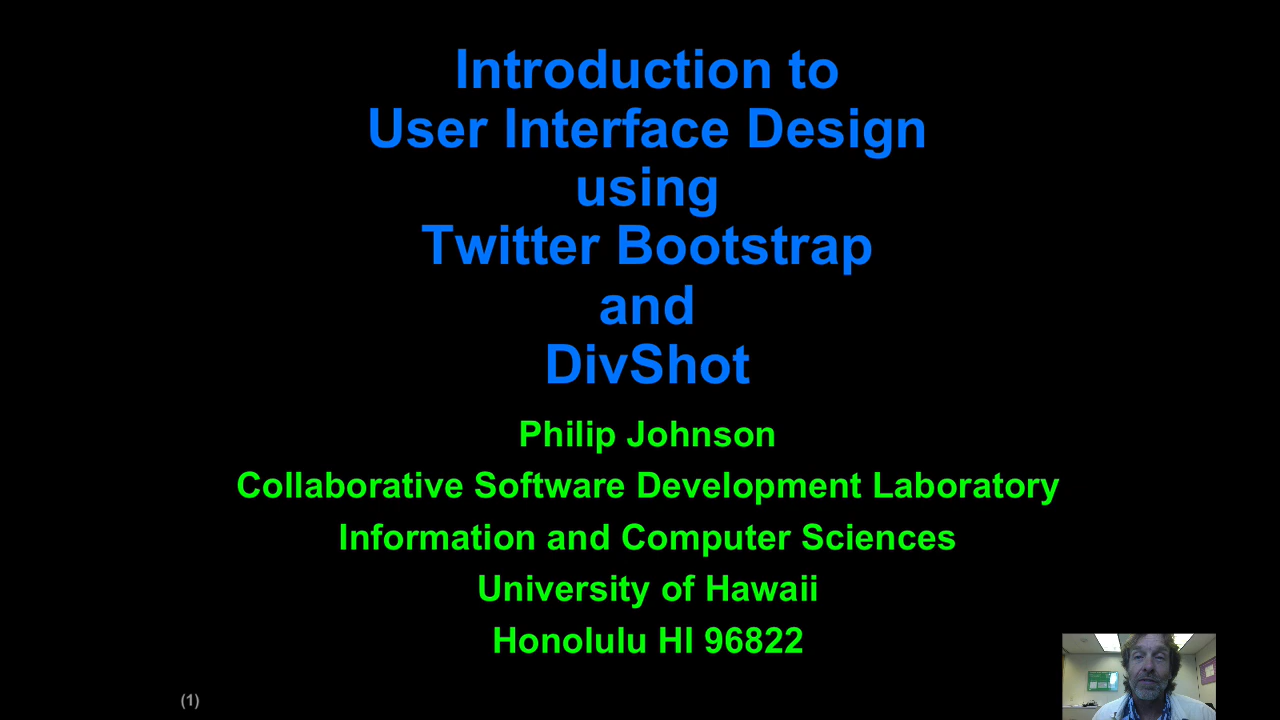 Introduction to
User Interface Design
using
Twitter Bootstrap
and
DivShot
Philip Johnson
Collaborative Software Development Laboratory
Information and Computer Sciences
University of Hawaii
Honolulu HI 96822
(1)